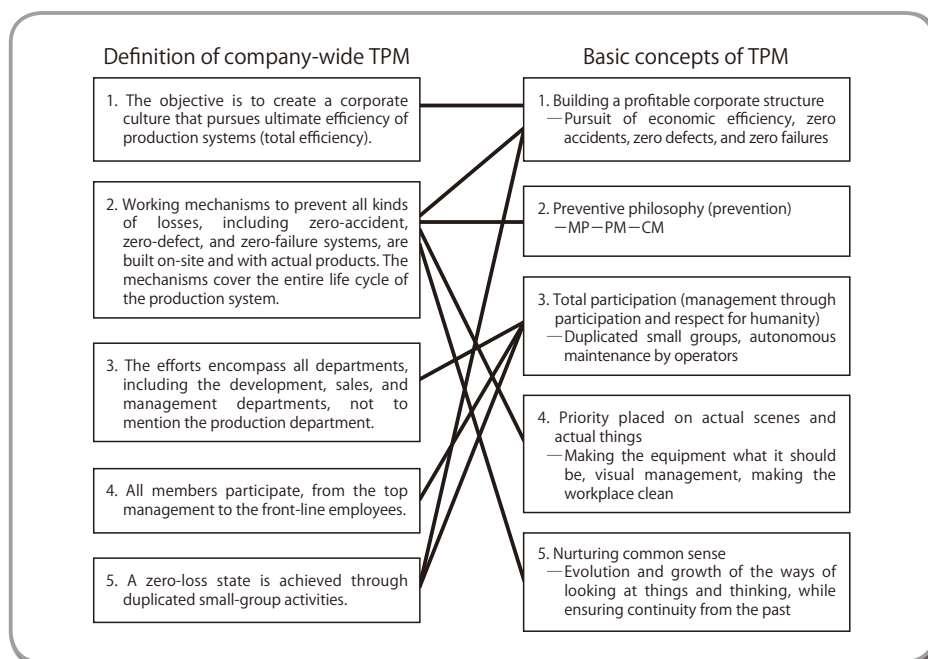 Definition of company-wide TPM
1. The objective is to create a corporate
culture that pursues ultimate efficiency of
production systems (total efficiency).
2. Working mechanisms to prevent all kinds
of losses, including zero-accident,
zero-defect, and zero-failure systems, are
built on-site and with actual products. The
mechanisms cover the entire life cycle of
the production system.
3. The efforts encompass all departments,
including the development, sales, and
management departments, not to
mention the production department.
4. All members participate, from the top
management to the front-line employees.
5. A zero-loss state is achieved through
duplicated small-group activities.
Basic concepts of TPM
1. Building a profitable corporate structure
—Pursuit of economic efficiency, zero
accidents, zero defects, and zero failures
2. Preventive philosophy (prevention)
—MP—PM—CM
3. Total participation (management through
participation and respect for humanity)
—Duplicated small groups, autonomous
maintenance by operators
4. Priority placed on actual scenes and
actual things
—Making the equipment what it should
be, visual management, making the
workplace clean
5. Nurturing common sense
—Evolution and growth of the ways of
looking at things and thinking, while
ensuring continuity from the past